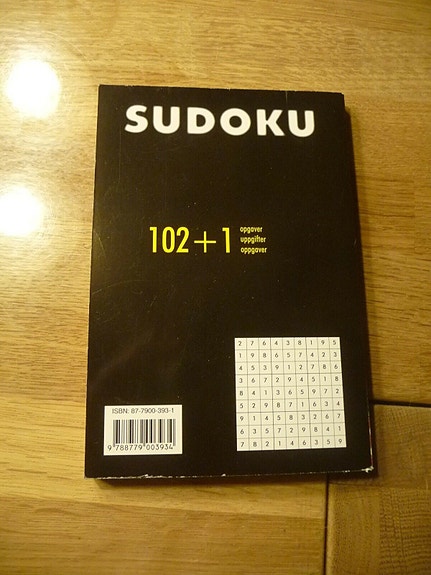 SUDOKU
102+1
opgaver
uppgifter
oppgaver
2 7 6 4 3 8 1 9 5
1 9 8 6 5 7 4 2 3
4 5 3 9 1 2 7 8 6
3 6 7 2 9 4 5 1 8
8 4 1 3 6 5 9 7 2
5 2 9 8 7 1 6 3 4
9 1 4 5 8 3 2 6 7
6 3 5 7 2 9 8 4 1
7 8 2 1 4 6 3 5 9
ISBN: 87-7900-393-1
9 788779 003934